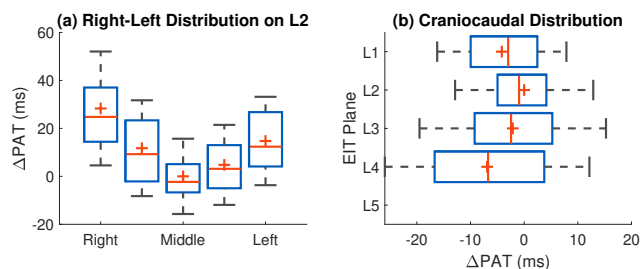 (a) Right-Left Distribution on L2
60
40
20
0
-20
ΔPAT (ms)
Right
Middle
Left
(b) Craniocaudal Distribution
L1
L2
L3
L4
L5
EIT Plane
-20
-10
0
10
20
ΔPAT (ms)